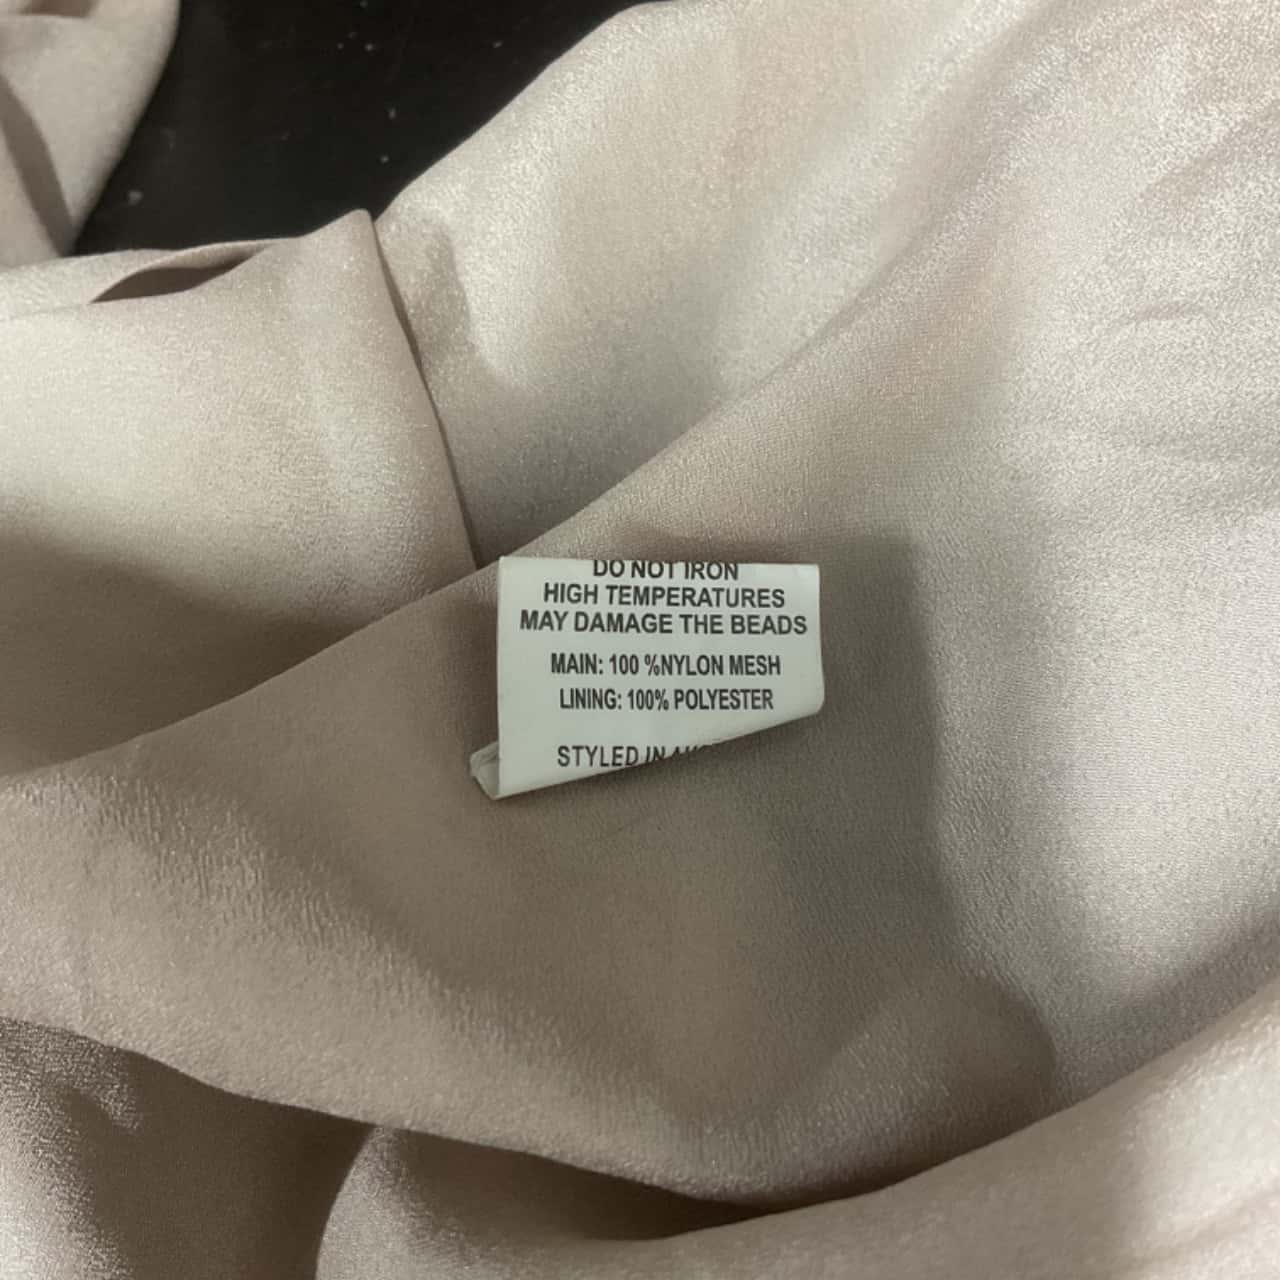 DO NOT IRON
HIGH TEMPERATURES
MAY DAMAGE THE BEADS
MAIN: 100 %NYLON MESH
LINING: 100% POLYESTER
STYLED IN